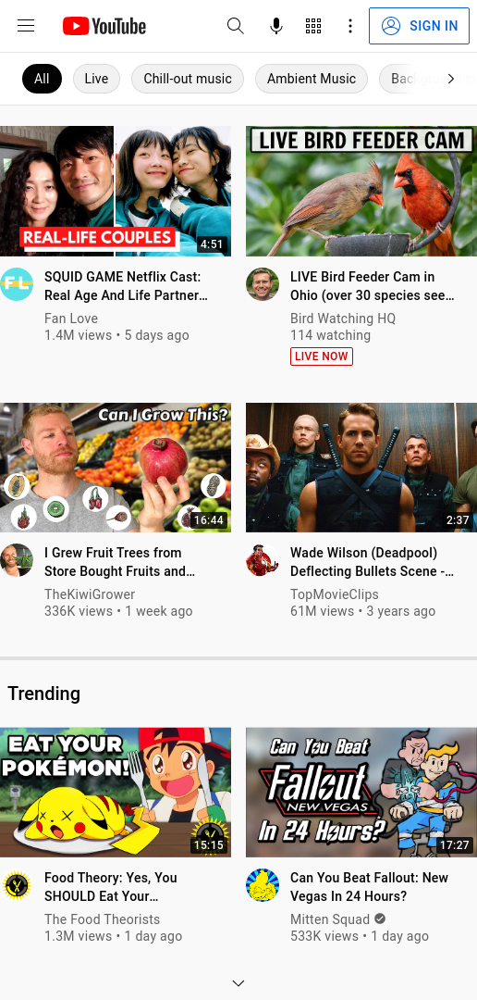 YouTube
SIGN IN
All
Live
Chill-out music
Ambient Music
REAL-LIFE COUPLES
4:51
LIVE BIRD FEEDER CAM
FL
SQUID GAME Netflix Cast:
Real Age And Life Partner…
Fan Love
1.4M views • 5 days ago
LIVE Bird Feeder Cam in
Ohio (over 30 species see…
Bird Watching HQ
114 watching
LIVE NOW
Can I Grow This?
16:44
2:37
I Grew Fruit Trees from
Store Bought Fruits and…
TheKiwiGrower
336K views • 1 week ago
Wade Wilson (Deadpool)
Deflecting Bullets Scene -…
TopMovieClips
61M views • 3 years ago
Trending
EAT YOUR
POKÉMON!
15:15
Can You Beat
Fallout
NEW VEGAS
In 24 Hours?
17:27
Food Theory: Yes, You
SHOULD Eat Your…
The Food Theorists
1.3M views • 1 day ago
Can You Beat Fallout: New
Vegas In 24 Hours?
Mitten Squad
533K views • 1 day ago